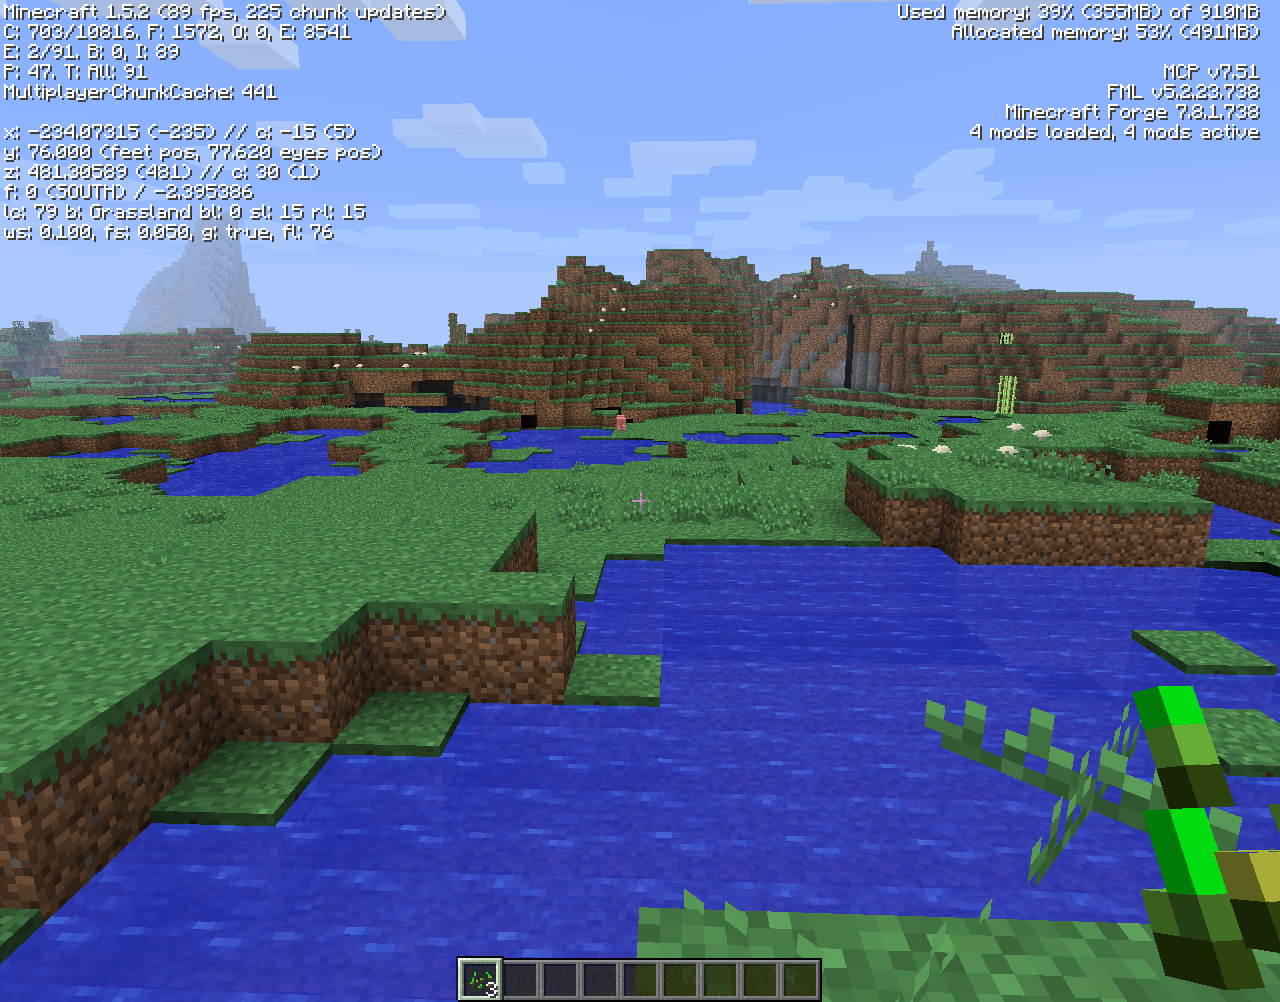 Minecraft 1.5.2 (89 fps, 225 chunk updates)
C: 703/10816. F: 1572, O: 0, E: 8541
E: 2/91. B: 0, I: 89
P: 47. T: All: 91
MultiplayerChunkCache: 441
x: -234.07315 (-235) // c: -15 (5)
y: 76.000 (feet pos, 77.620 eyes pos)
z: 481.30589 (481) // c: 30 (1)
f: 0 (SOUTH) / -2.395386
lc: 79 b: Grassland bl: 0 sl: 15 rl: 15
ws: 0.100, fs: 0.050, g: true, fl: 76
Used memory: 39% (355MB) of 910MB
Allocated memory: 53% (491MB)
MCP v7.51
FML v5.2.23.738
Minecraft Forge 7.8.1.738
4 mods loaded, 4 mods active
3